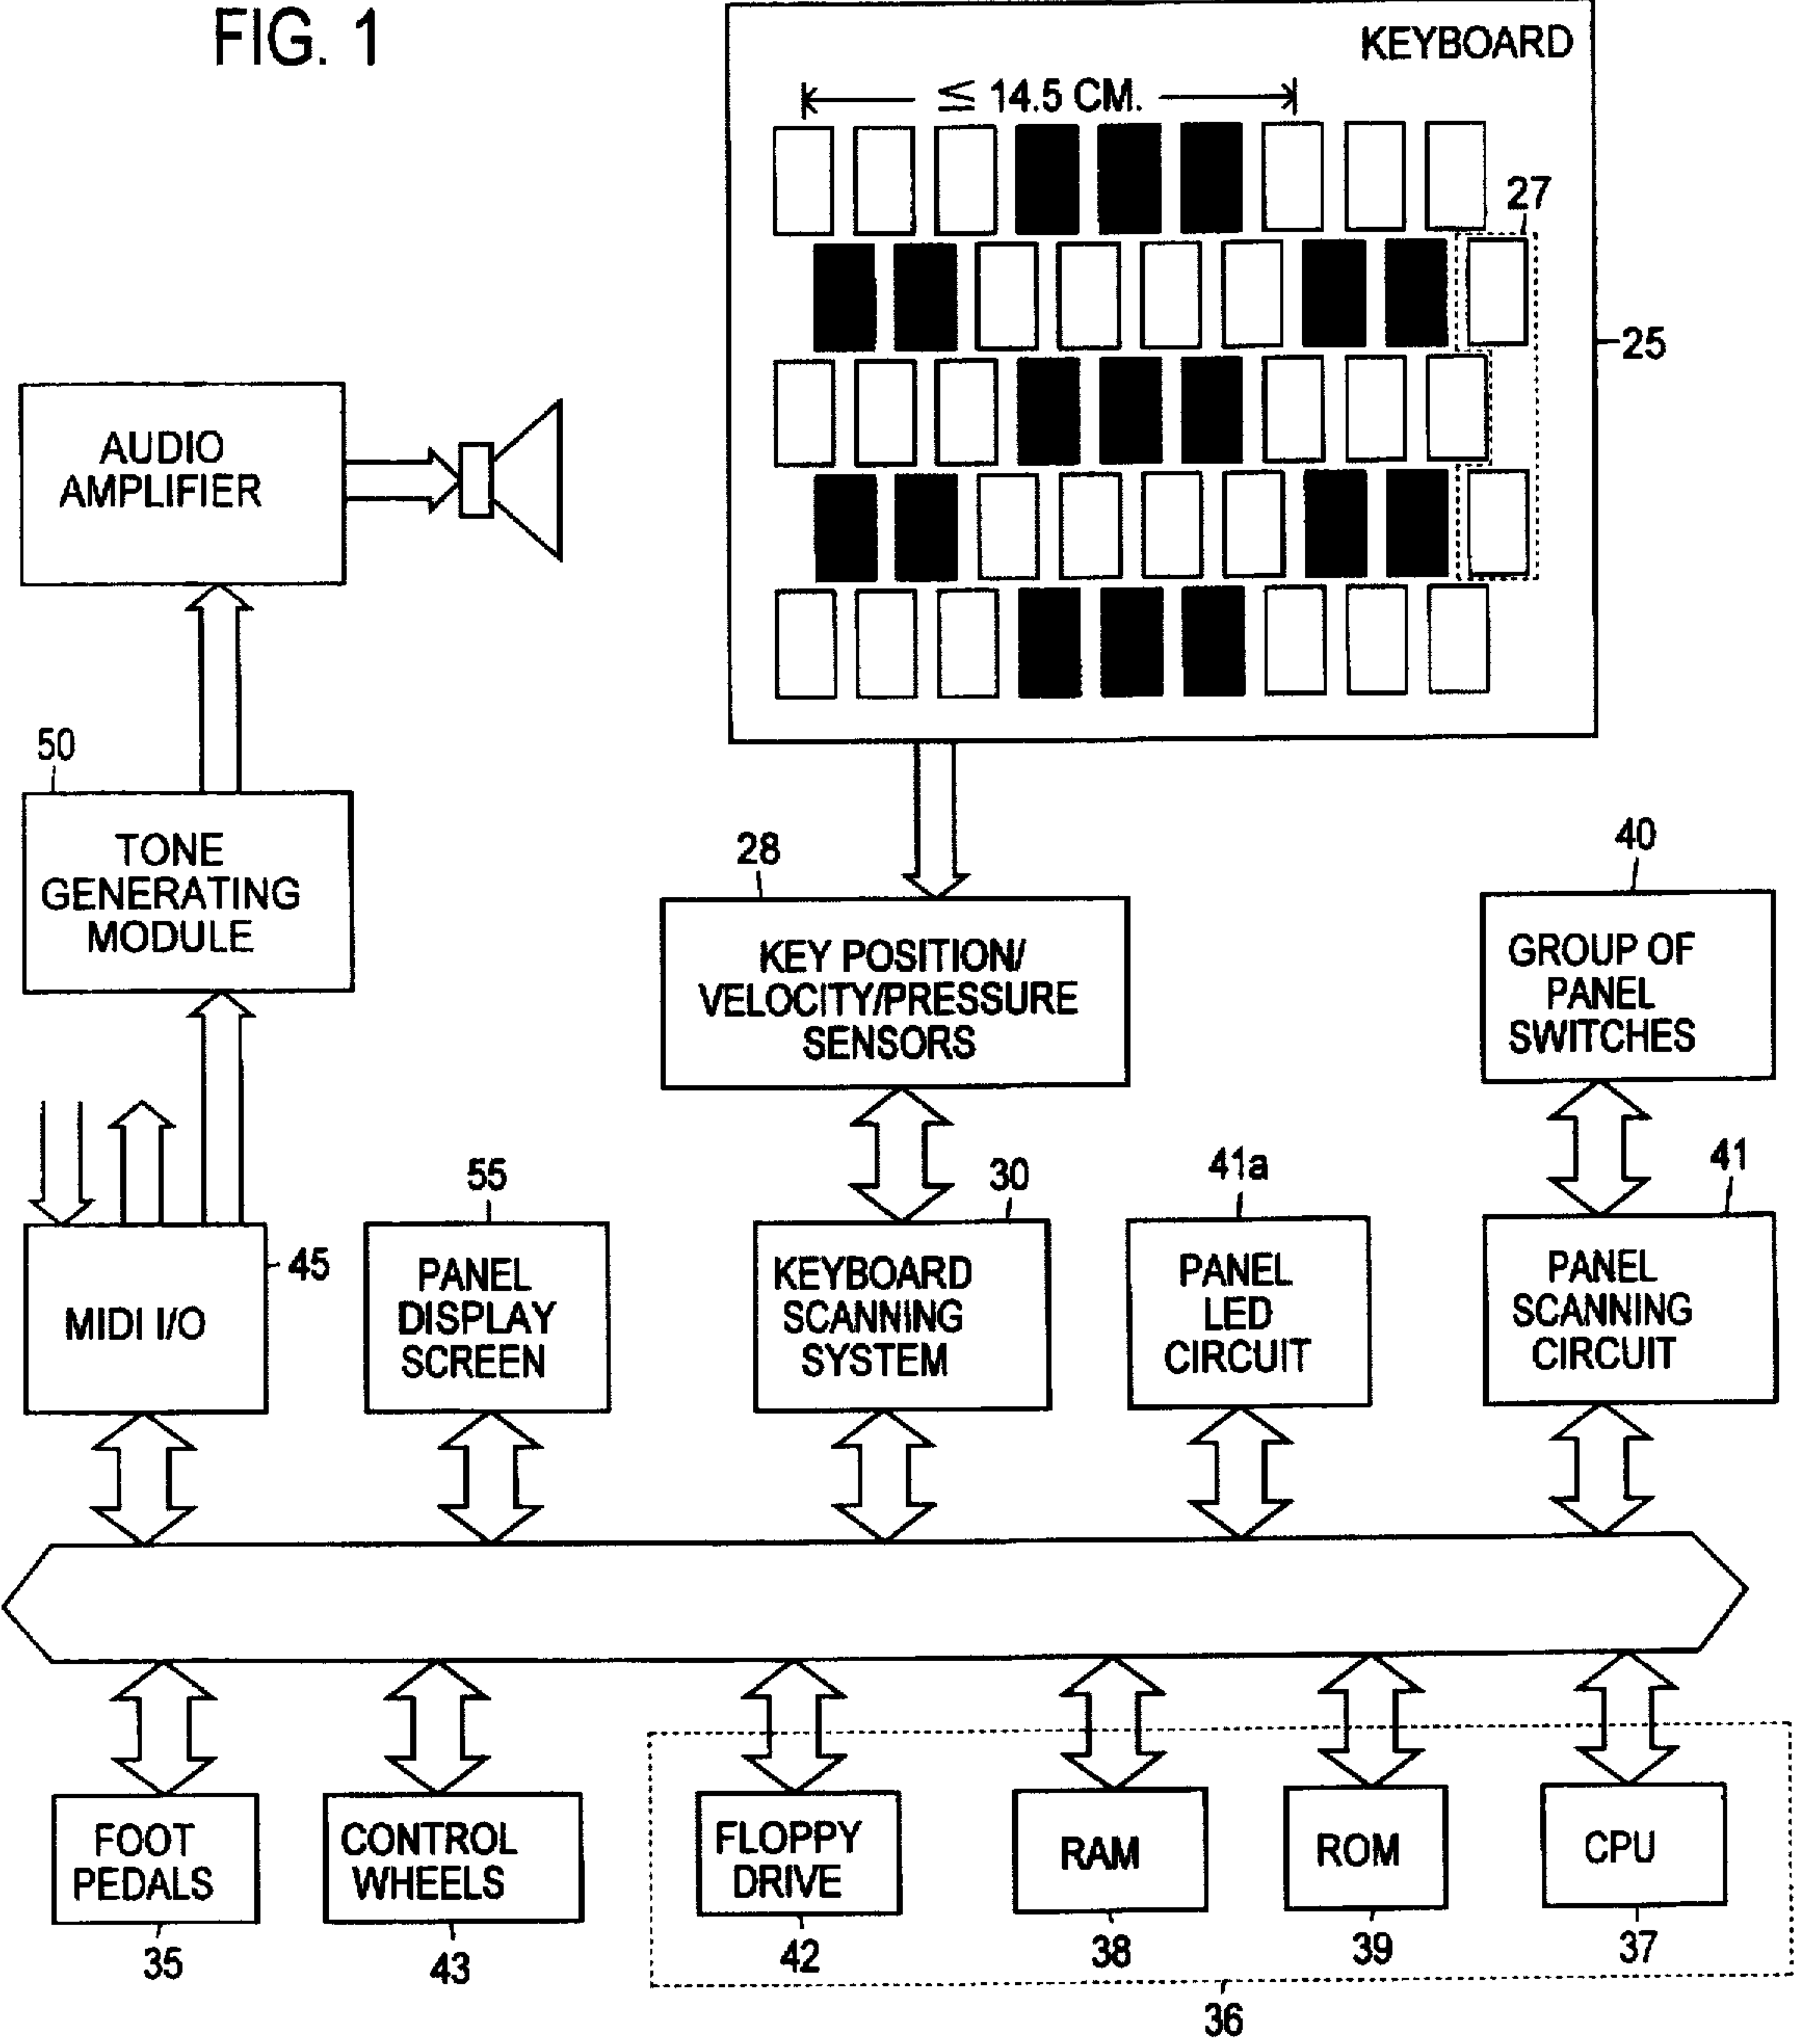 FIG. 1
KEYBOARD
≦ 14.5 CM.
27
25
AUDIO
AMPLIFIER
50
TONE
GENERATING
MODULE
28
KEY POSITION/
VELOCITY/PRESSURE
SENSORS
40
GROUP OF
PANEL
SWITCHES
45
MIDI I/O
55
PANEL
DISPLAY
SCREEN
30
KEYBOARD
SCANNING
SYSTEM
41a
PANEL
LED
CIRCUIT
41
PANEL
SCANNING
CIRCUIT
FOOT
PEDALS
35
CONTROL
WHEELS
43
FLOPPY
DRIVE
42
RAM
38
ROM
39
CPU
37
36